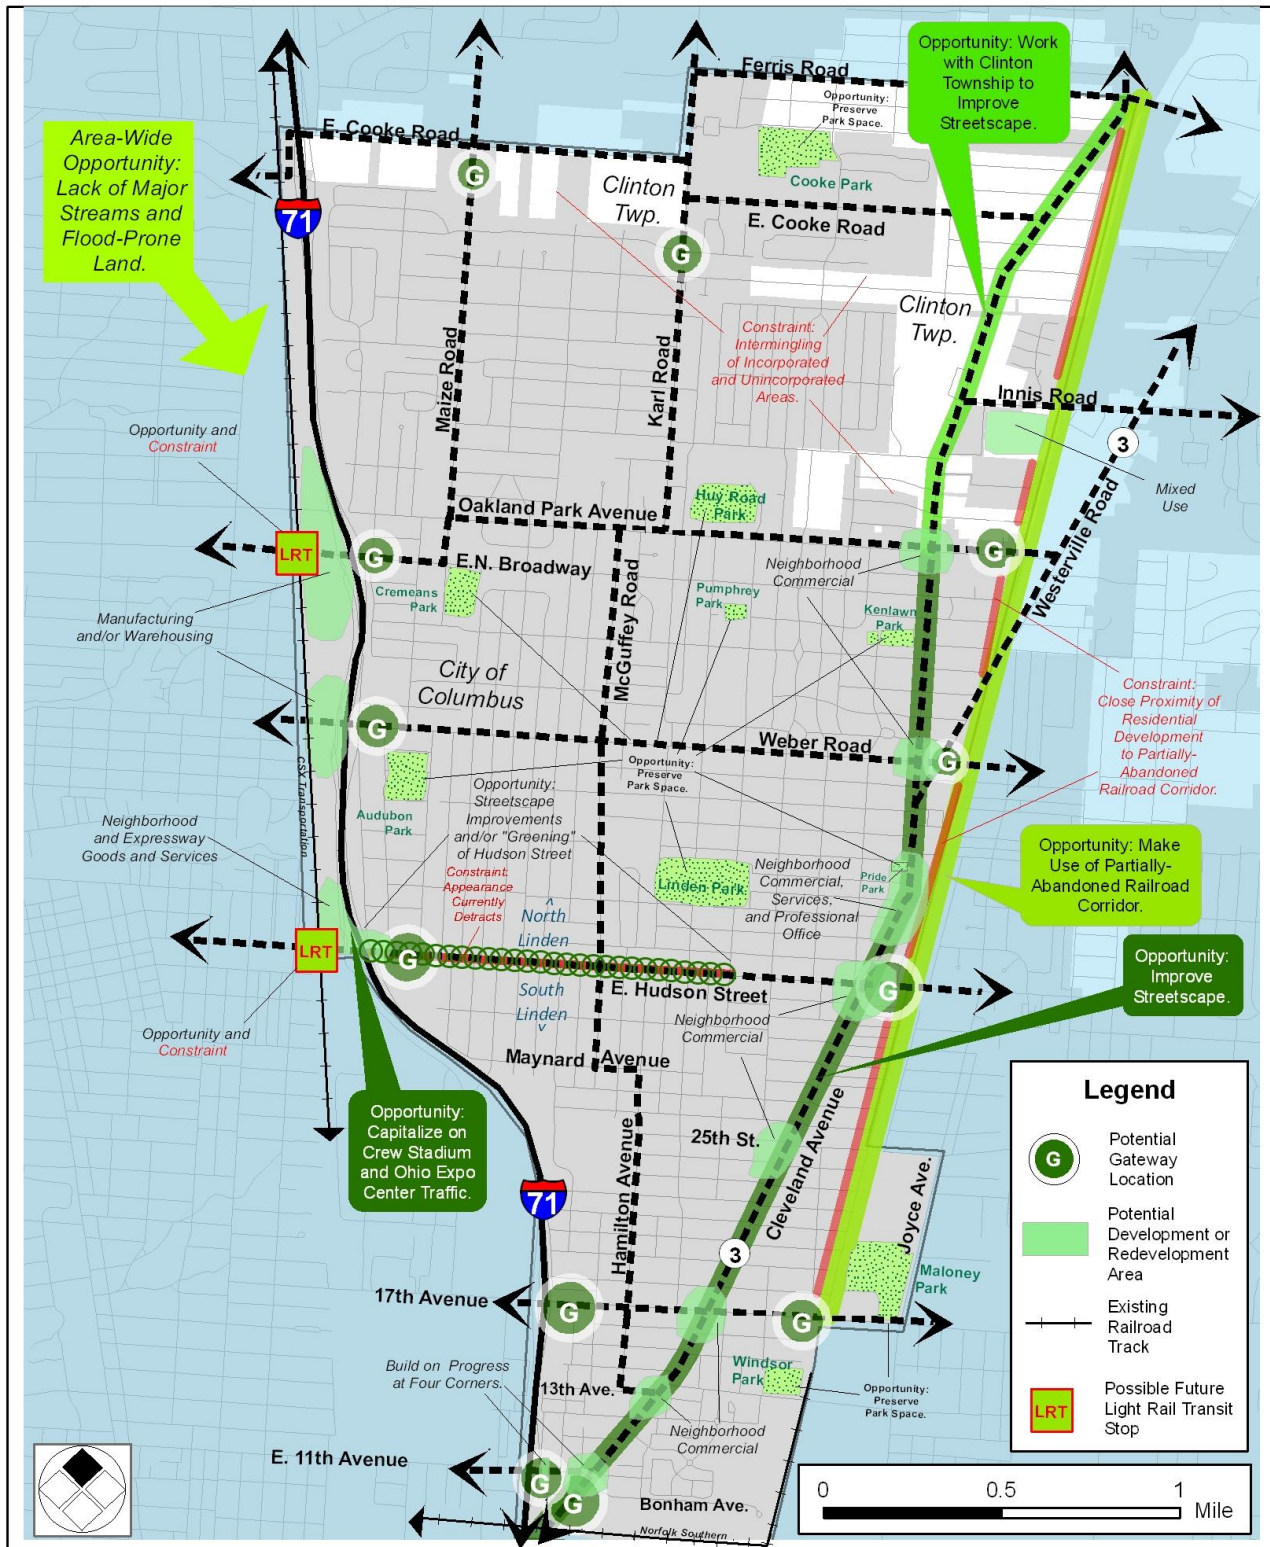 Ferris Road
Opportunity: Work
with Clinton
Township to
Improve
Streetscape.
Opportunity:
Preserve
Park Space.
E. Cooke Road
Area-Wide
Opportunity:
Lack of Major
Streams and
Flood-Prone
Land.
G
Clinton
Twp.
Cooke Park
71
E. Cooke Road
G
Clinton
Twp.
Constraint:
Intermingling
of Incorporated
and Unincorporated
Areas.
Maize Road
Karl Road
Innis Road
3
Opportunity and
Constraint
Mixed
Use
Huy Road
Park
Oakland Park Avenue
Westerville Road
LRT
G
E.N. Broadway
Neighborhood
Commercial
G
Cremeans
Park
McGuffey Road
Pumphrey
Park
Kenlawn
Park
Manufacturing
and/or Warehousing
City of
Columbus
Constraint:
Close Proximity of
Residential
Development
to Partially-
Abandoned
Railroad Corridor.
G
Weber Road
G
Opportunity:
Preserve
Park Space.
CSX Transportation
Opportunity:
Streetscape
Improvements
and/or "Greening"
of Hudson Street
Constraint:
Appearance
Currently
Detracts
Audubon
Park
Neighborhood
and Expressway
Goods and Services
Opportunity: Make
Use of Partially-
Abandoned Railroad
Corridor.
Linden Park
Neighborhood
Commercial,
Services,
and Professional
Office
Pride
Park
^
North
Linden
LRT
G
E. Hudson Street
G
Opportunity:
Improve
Streetscape.
South
Linden
v
Neighborhood
Commercial
Opportunity and
Constraint
Maynard Avenue
Opportunity:
Capitalize on
Crew Stadium
and Ohio Expo
Center Traffic.
25th St.
Cleveland Avenue
Hamilton Avenue
Joyce Ave.
71
3
Maloney
Park
17th Avenue
G
G
Build on Progress
at Four Corners.
13th Ave.
Windsor
Park
Opportunity:
Preserve
Park Space.
Neighborhood
Commercial
E. 11th Avenue
G
G
Bonham Ave.
Norfolk Southern
Legend
G
Potential
Gateway
Location
Potential
Development or
Redevelopment
Area
Existing
Railroad
Track
LRT
Possible Future
Light Rail Transit
Stop
0 0.5 1
Mile